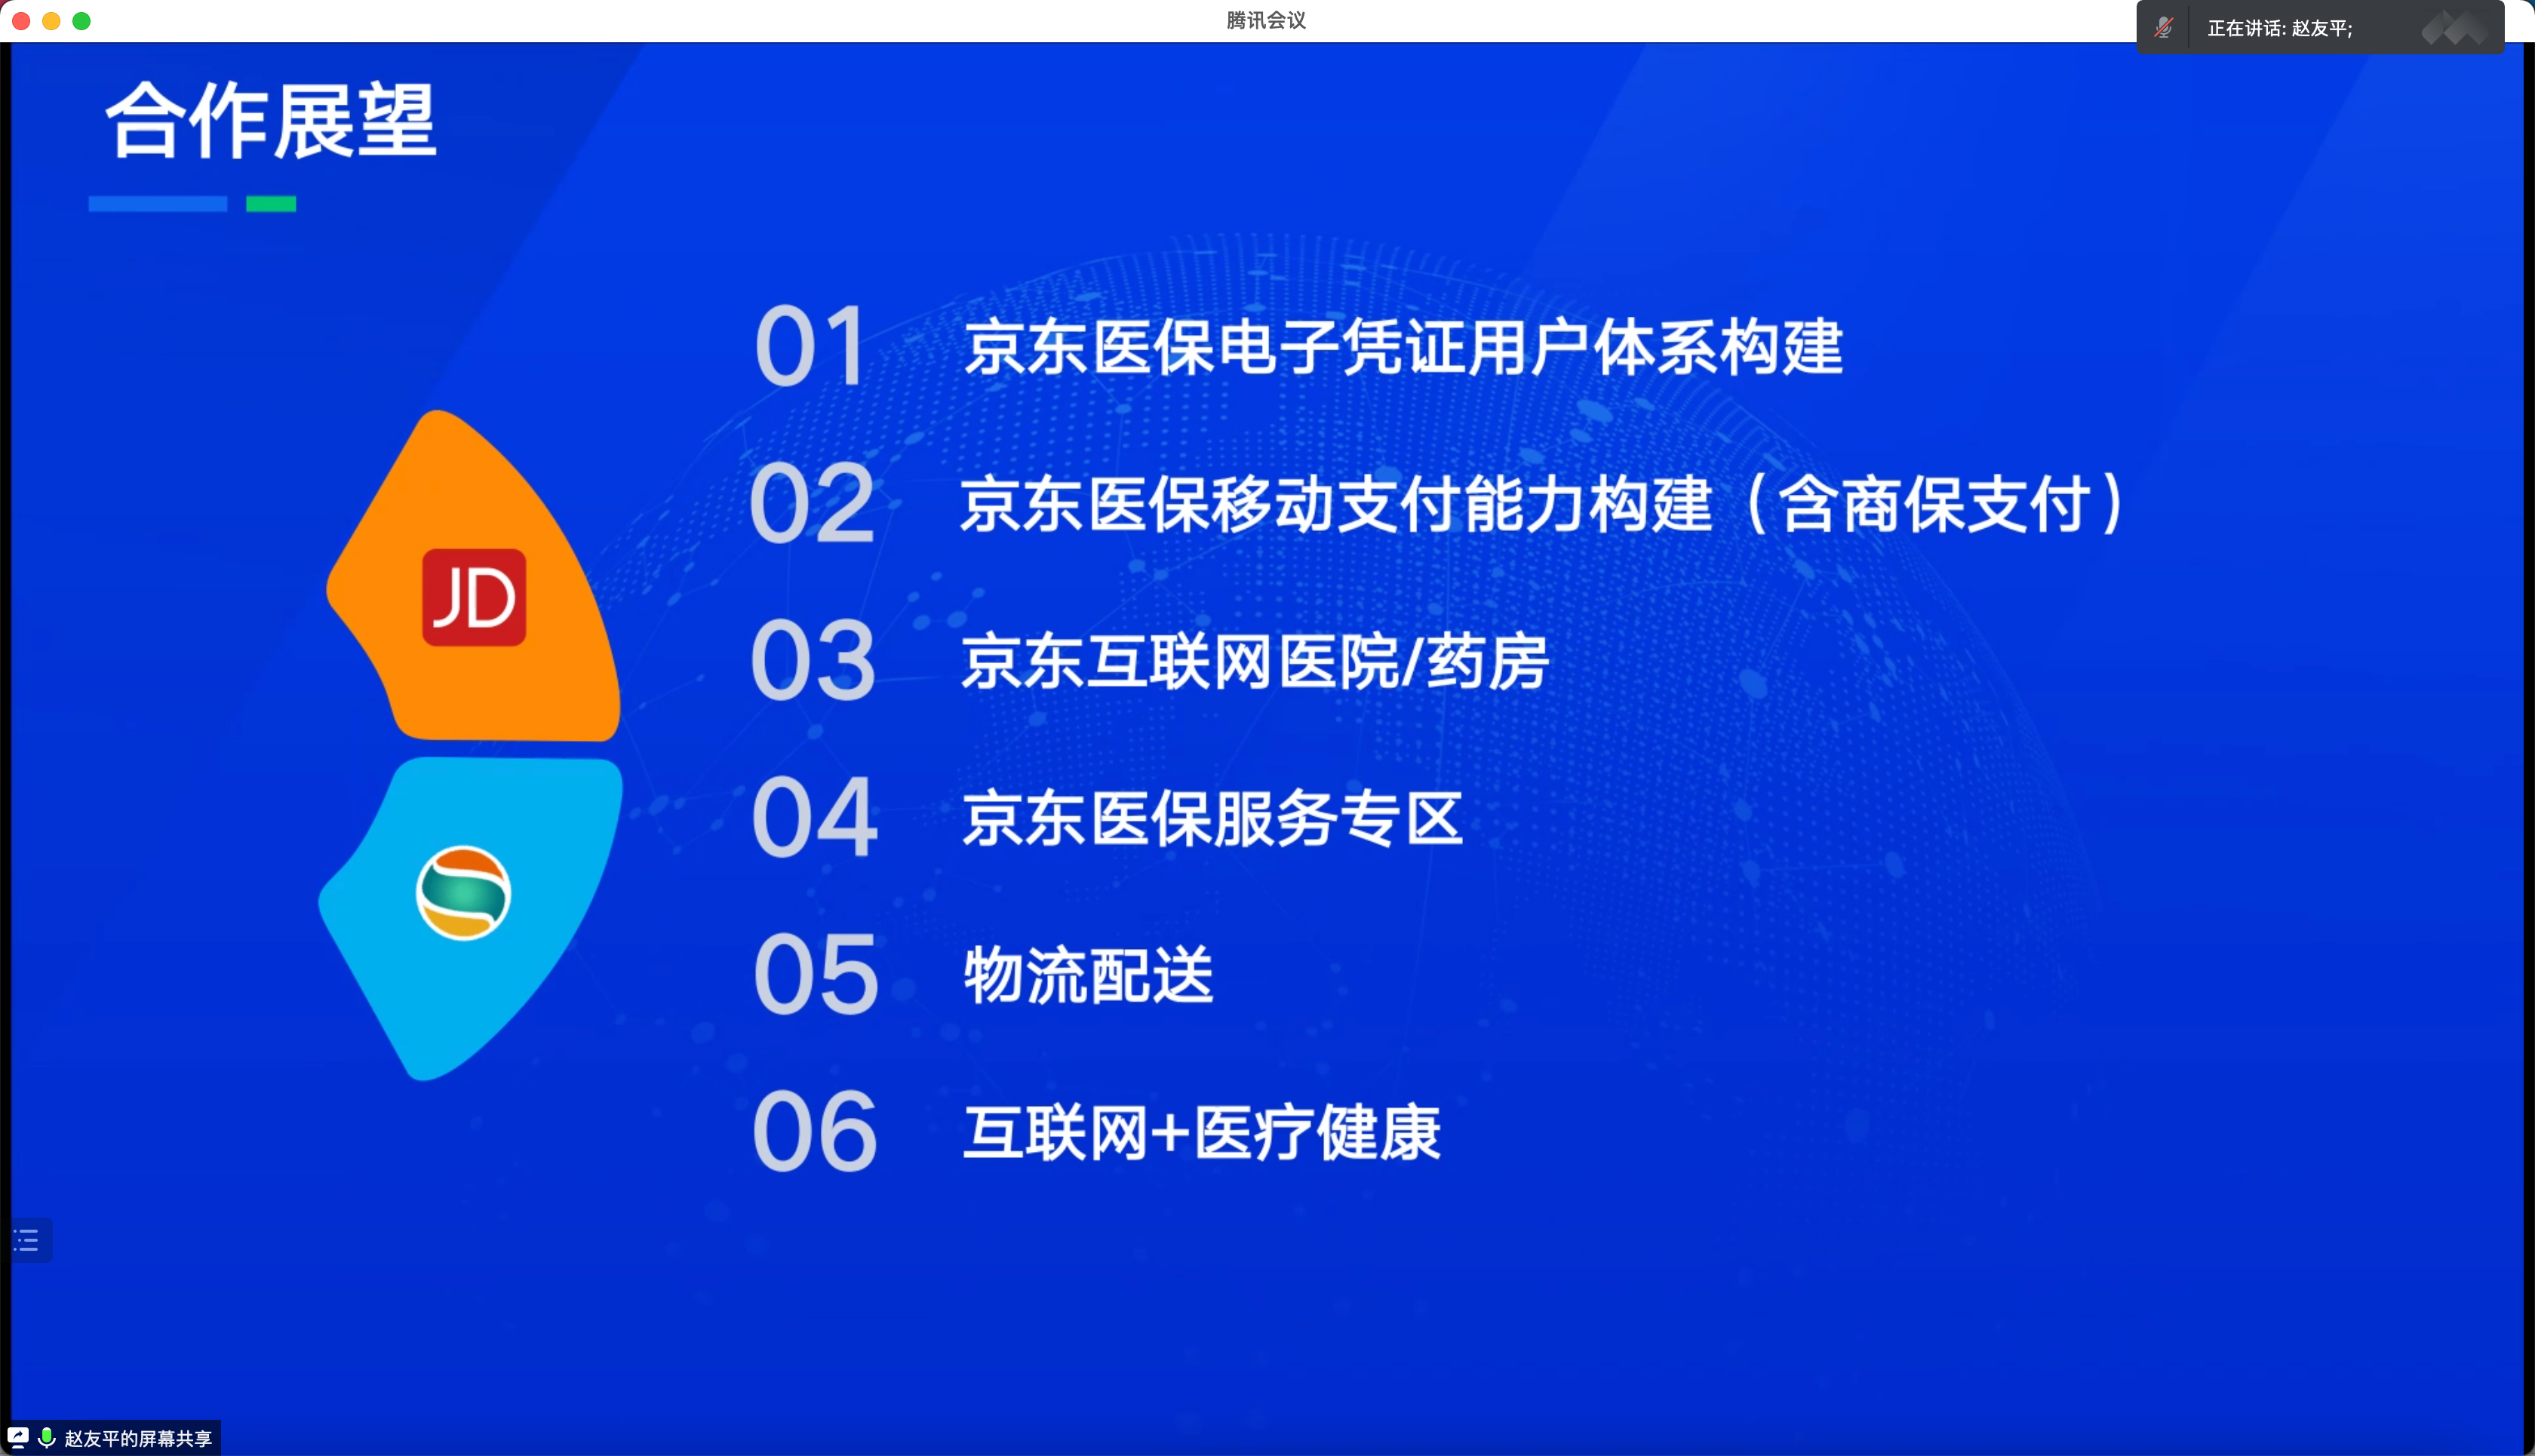 腾讯会议
正在讲话: 赵友平;
合作展望
01 京东医保电子凭证用户体系构建
02 京东医保移动支付能力构建（含商保支付）
JD
03 京东互联网医院/药房
04 京东医保服务专区
05 物流配送
06 互联网+医疗健康
赵友平的屏幕共享